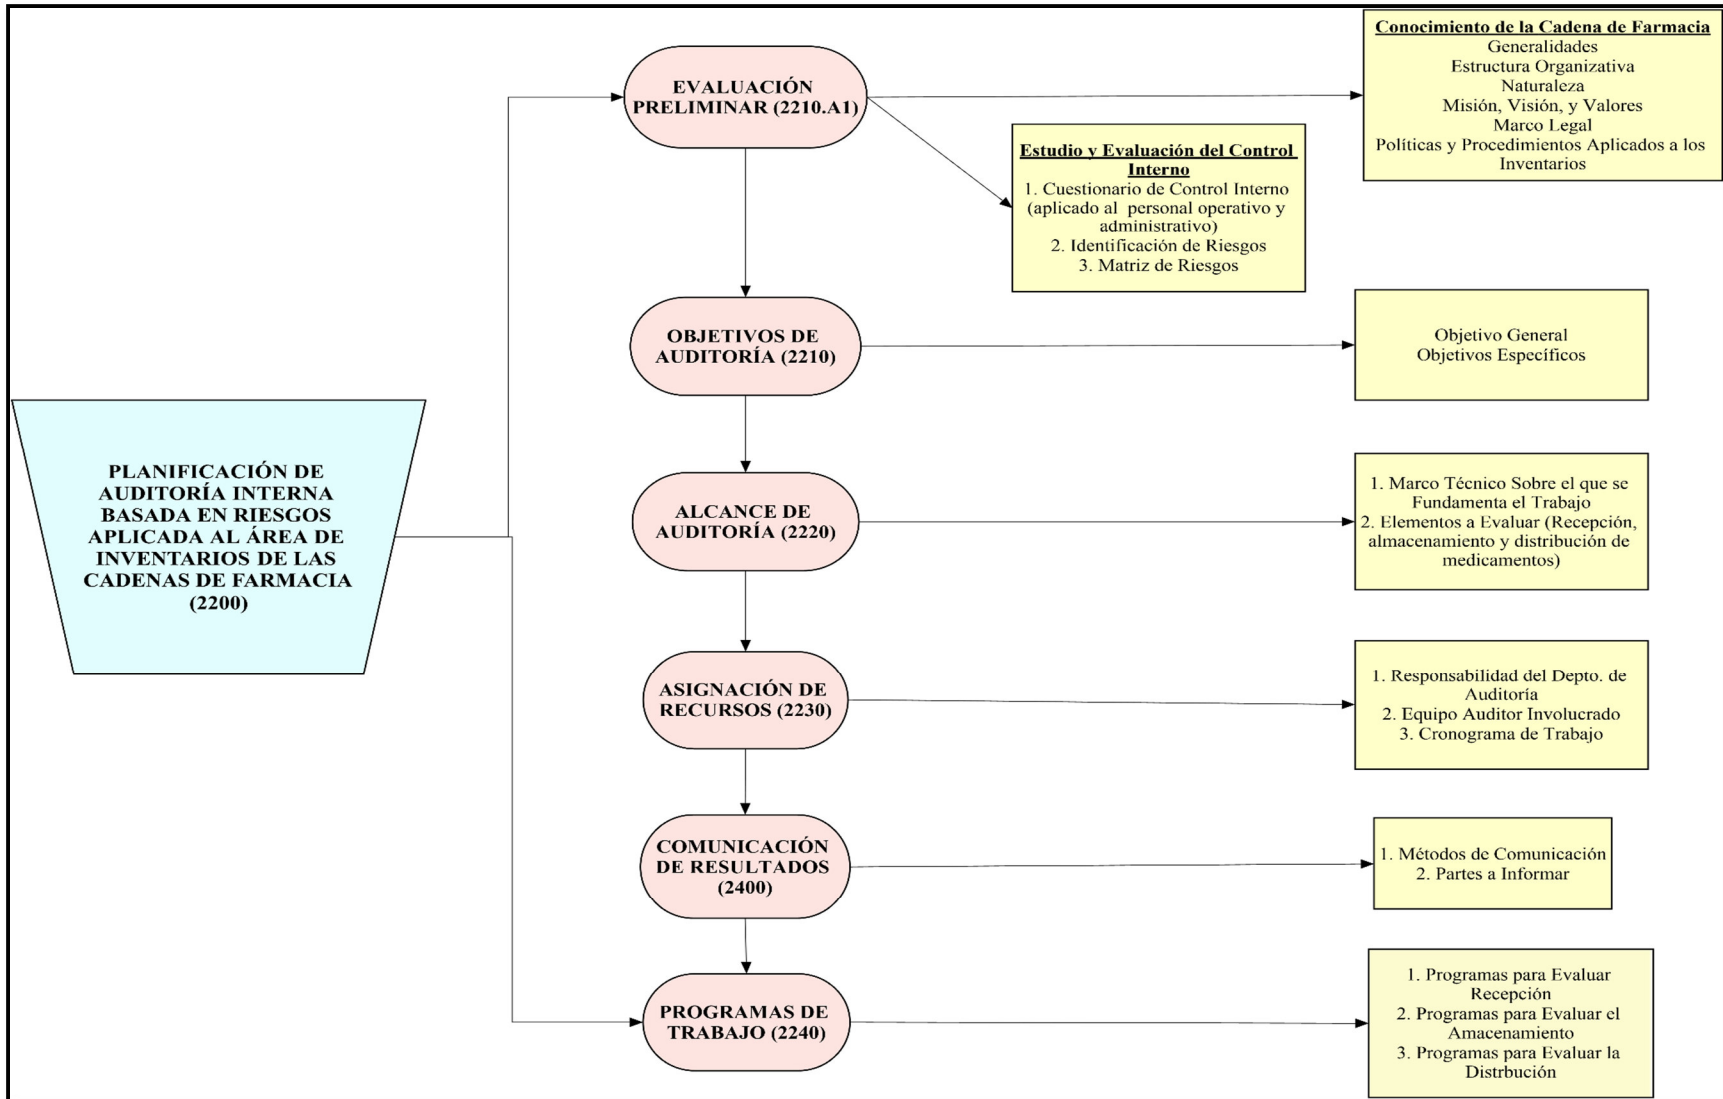 PLANIFICACIÓN DE
AUDITORÍA INTERNA
BASADA EN RIESGOS
APLICADA AL ÁREA DE
INVENTARIOS DE LAS
CADENAS DE FARMACIA
(2200)
EVALUACIÓN
PRELIMINAR (2210.A1)
Conocimiento de la Cadena de Farmacia
Generalidades
Estructura Organizativa
Naturaleza
Misión, Visión, y Valores
Marco Legal
Políticas y Procedimientos Aplicados a los
Inventarios
Estudio y Evaluación del Control
Interno
1. Cuestionario de Control Interno
(aplicado al personal operativo y
administrativo)
2. Identificación de Riesgos
3. Matriz de Riesgos
OBJETIVOS DE
AUDITORÍA (2210)
Objetivo General
Objetivos Específicos
ALCANCE DE
AUDITORÍA (2220)
1. Marco Técnico Sobre el que se
Fundamenta el Trabajo
2. Elementos a Evaluar (Recepción,
almacenamiento y distribución de
medicamentos)
ASIGNACIÓN DE
RECURSOS (2230)
1. Responsabilidad del Depto. de
Auditoría
2. Equipo Auditor Involucrado
3. Cronograma de Trabajo
COMUNICACIÓN
DE RESULTADOS
(2400)
1. Métodos de Comunicación
2. Partes a Informar
PROGRAMAS DE
TRABAJO (2240)
1. Programas para Evaluar
Recepción
2. Programas para Evaluar el
Amacenamiento
3. Programas para Evaluar la
Distrbución